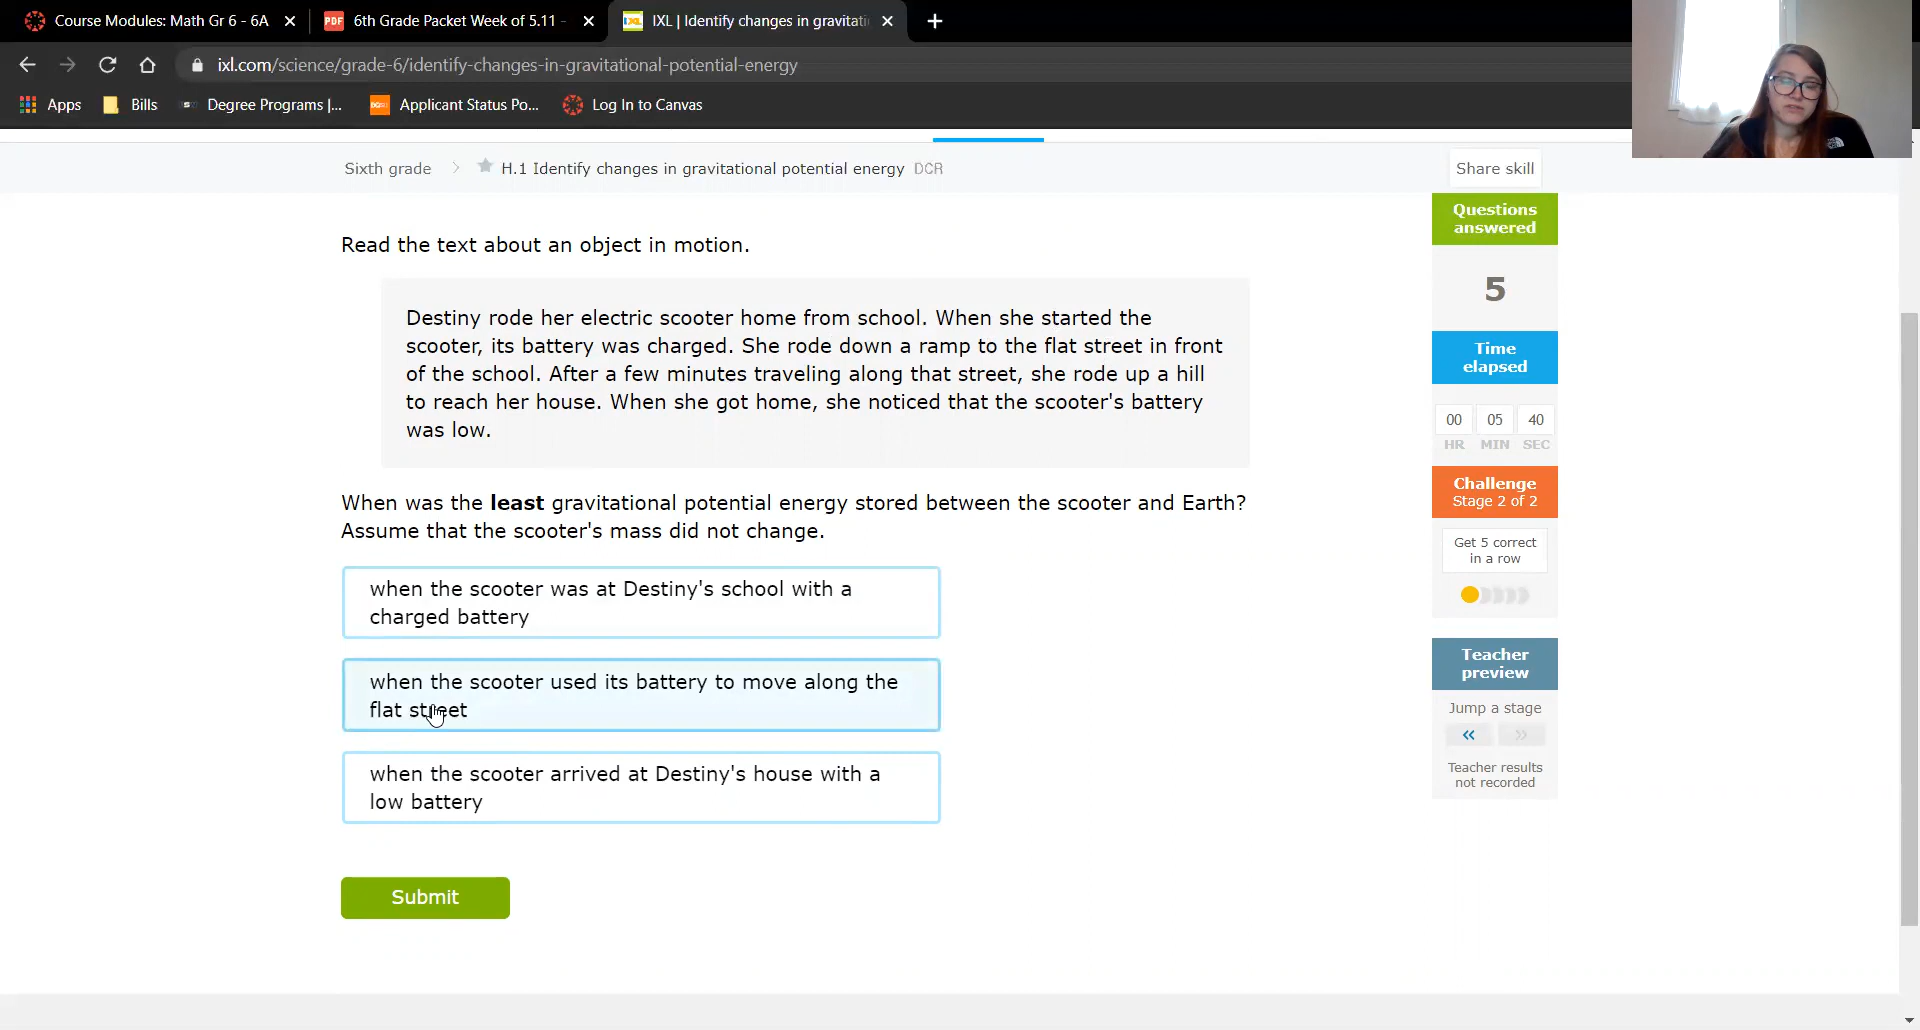 Course Modules: Math Gr 6 - 6A
PDF
6th Grade Packet Week of 5.11 -
IXL
IXL | Identify changes in gravitati
ixl.com/science/grade-6/identify-changes-in-gravitational-potential-energy
Apps
Bills
Degree Programs |...
Applicant Status Po...
Log In to Canvas
Sixth grade
H.1 Identify changes in gravitational potential energy DCR
Share skill
Read the text about an object in motion.
Destiny rode her electric scooter home from school. When she started the
scooter, its battery was charged. She rode down a ramp to the flat street in front
of the school. After a few minutes traveling along that street, she rode up a hill
to reach her house. When she got home, she noticed that the scooter's battery
was low.
When was the least gravitational potential energy stored between the scooter and Earth?
Assume that the scooter's mass did not change.
when the scooter was at Destiny's school with a
charged battery
when the scooter used its battery to move along the
flat street
when the scooter arrived at Destiny's house with a
low battery
Submit
Questions
answered
5
Time
elapsed
00 05 40
HR MIN SEC
Challenge
Stage 2 of 2
Get 5 correct
in a row
Teacher
preview
Jump a stage
Teacher results
not recorded